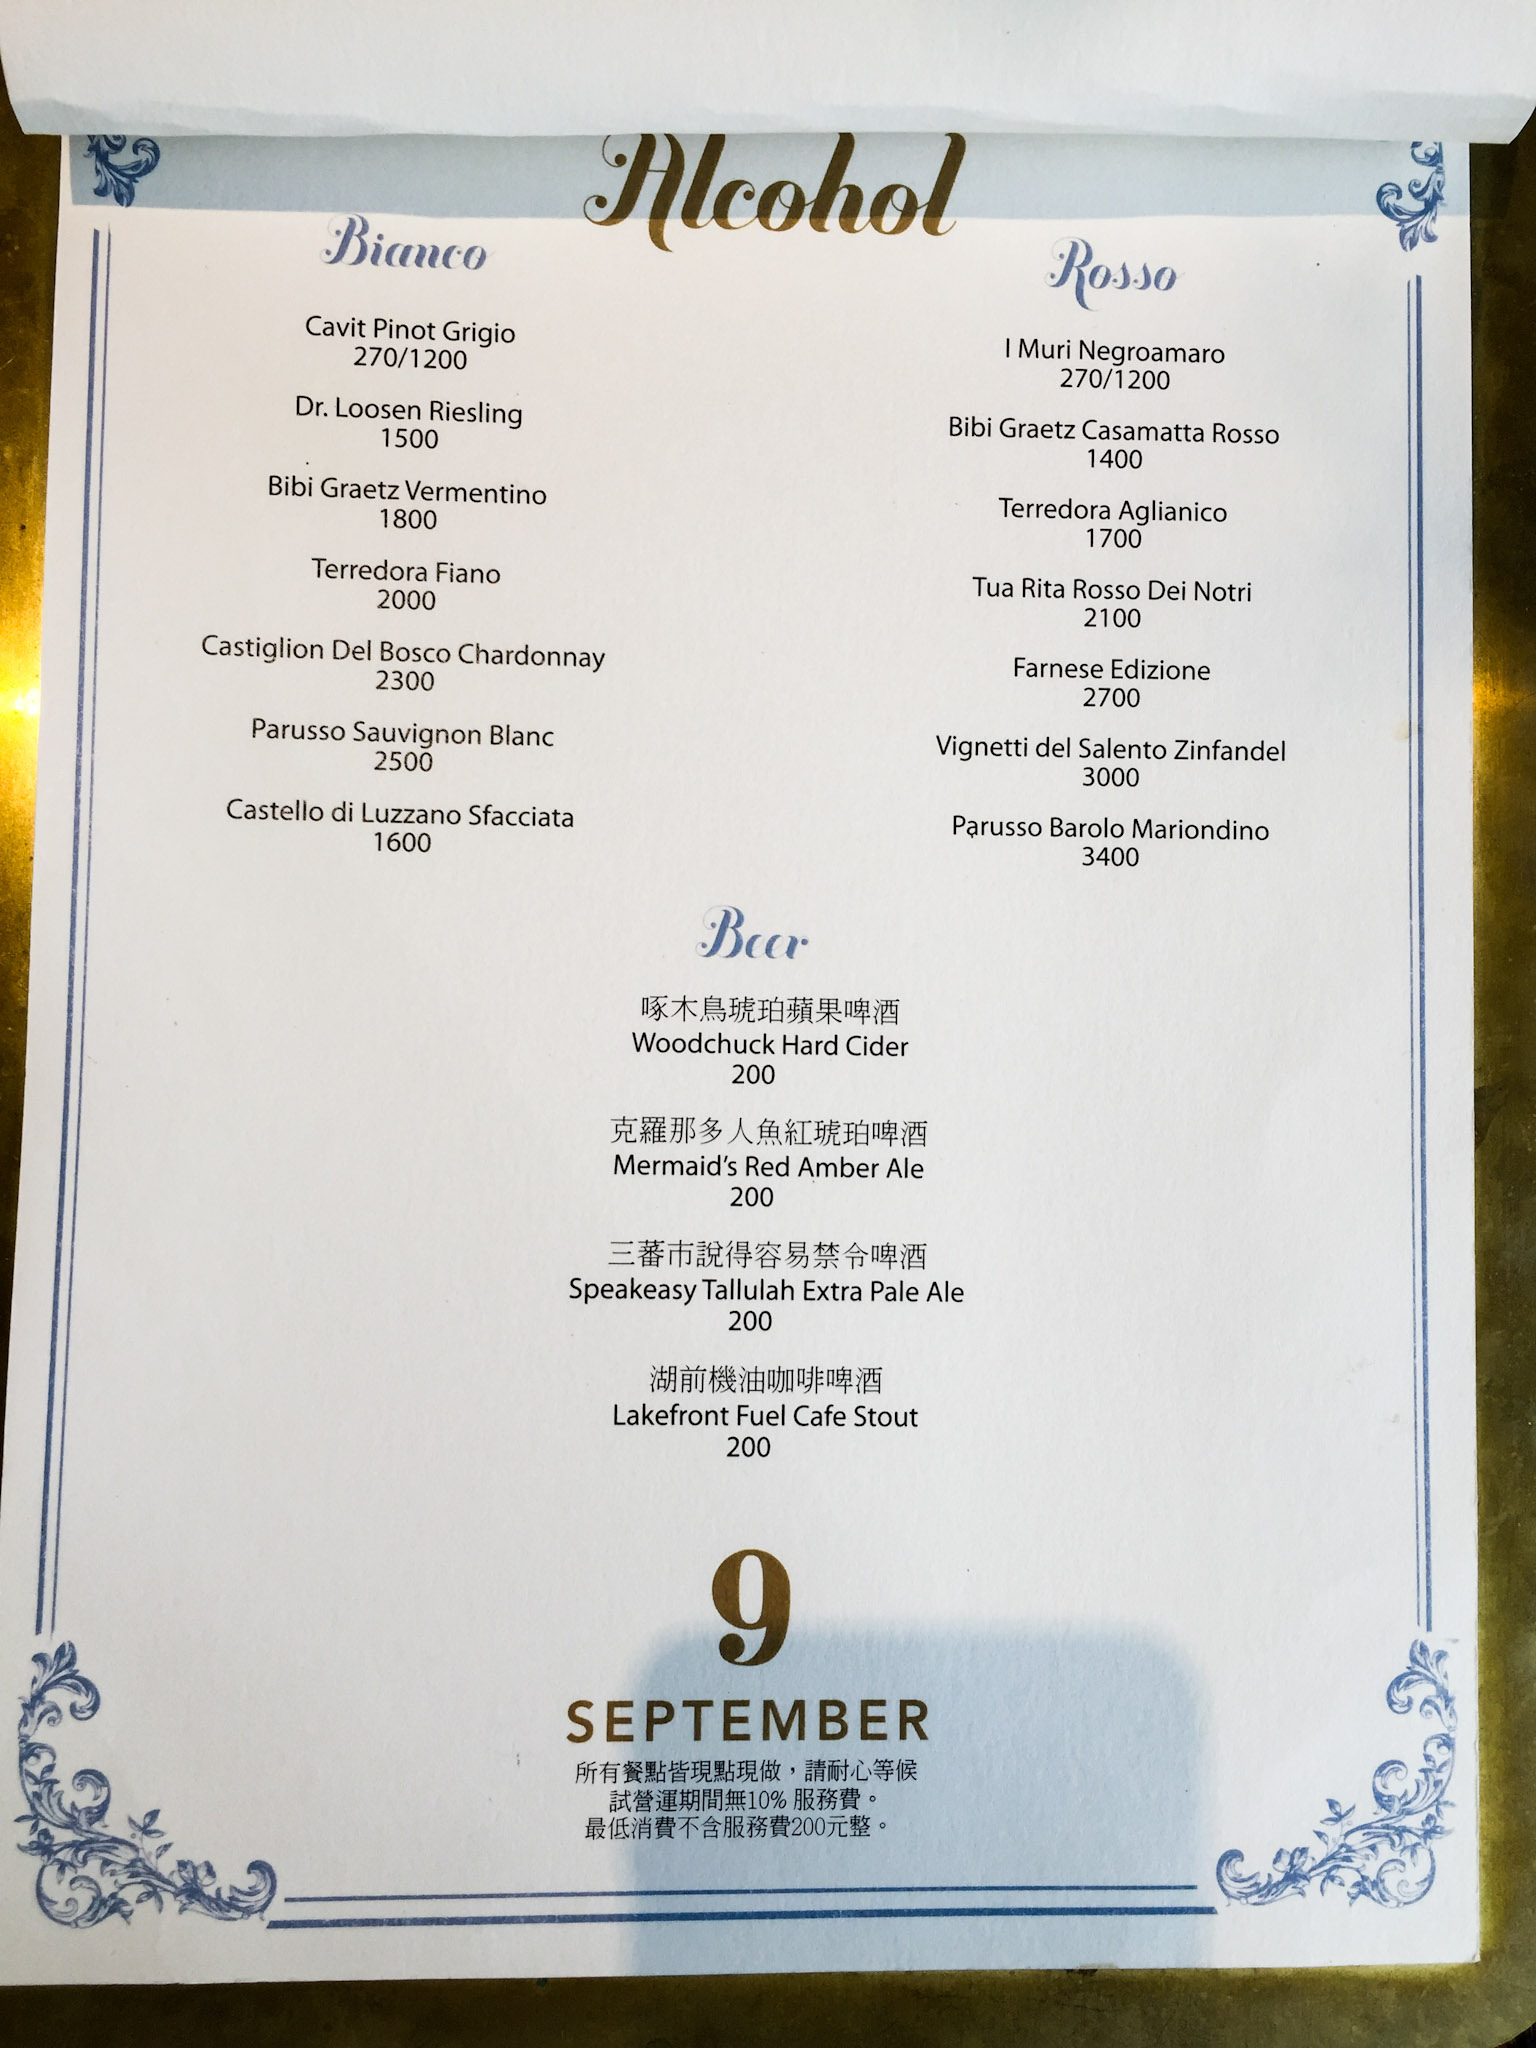 Alcohol
Bianco
Cavit Pinot Grigio
270/1200
Dr. Loosen Riesling
1500
Bibi Graetz Vermentino
1800
Terredora Fiano
2000
Castiglion Del Bosco Chardonnay
2300
Parusso Sauvignon Blanc
2500
Castello di Luzzano Sfacciata
1600
Rosso
I Muri Negroamaro
270/1200
Bibi Graetz Casamatta Rosso
1400
Terredora Aglianico
1700
Tua Rita Rosso Dei Notri
2100
Farnese Edizione
2700
Vignetti del Salento Zinfandel
3000
Parusso Barolo Mariondino
3400
Beer
啄木鳥琥珀蘋果啤酒
Woodchuck Hard Cider
200
克羅那多人魚紅琥珀啤酒
Mermaid's Red Amber Ale
200
三蕃市說得容易禁令啤酒
Speakeasy Tallulah Extra Pale Ale
200
湖前機油咖啡啤酒
Lakefront Fuel Cafe Stout
200
9
SEPTEMBER
所有餐點皆現點現做，請耐心等候
試營運期間無10% 服務費。
最低消費不含服務費200元整。